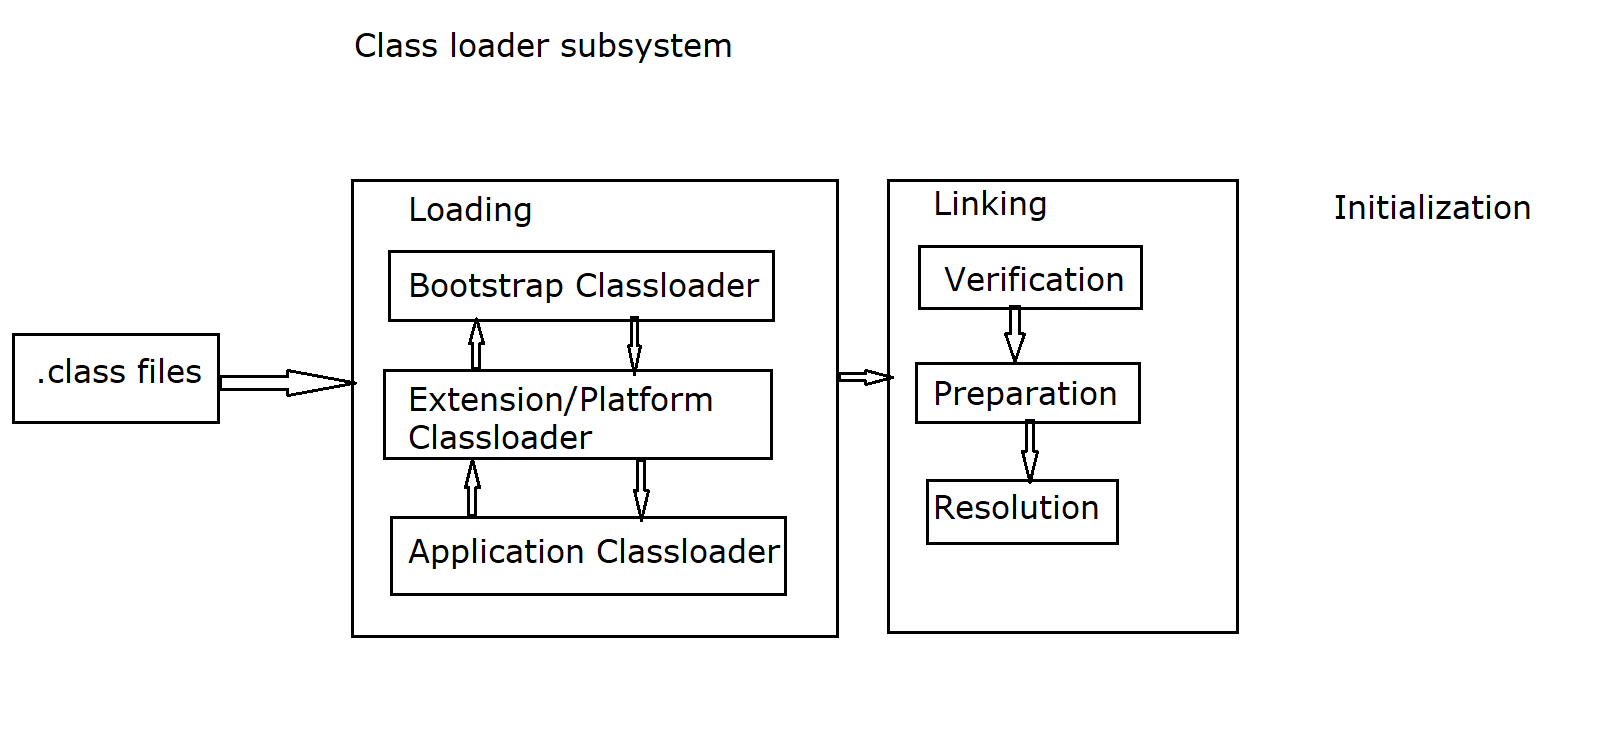 Class loader subsystem
.class files
Loading
Bootstrap Classloader
Extension/Platform
Classloader
Application Classloader
Linking
Verification
Preparation
Resolution
Initialization